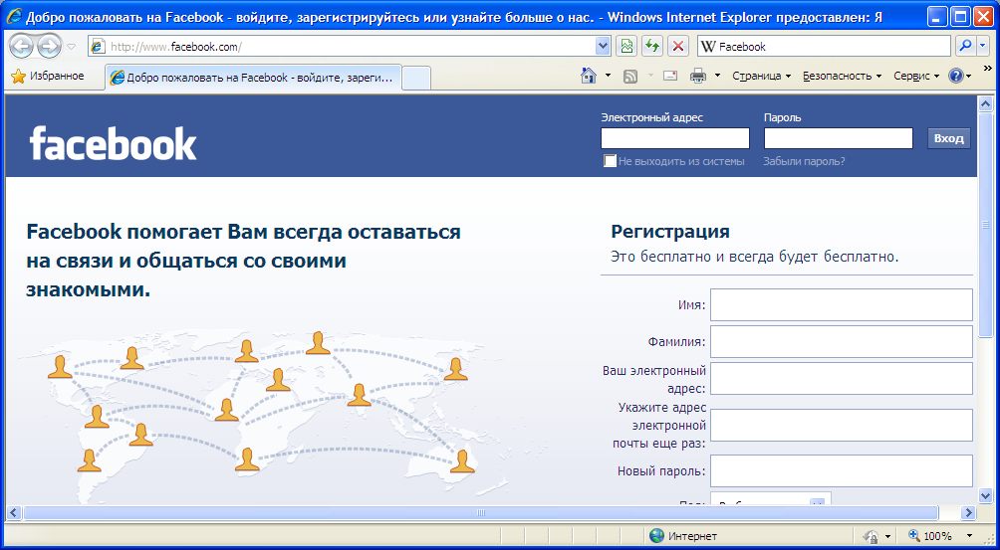 Добро пожаловать на Facebook - войдите, зарегистрируйтесь или узнайте больше о нас. - Windows Internet Explorer предоставлен: Я
http://www.facebook.com/
Facebook
Избранное
Добро пожаловать на Facebook - войдите, зареги...
Страница
Безопасность
Сервис
facebook
Электронный адрес
Пароль
Вход
Не выходить из системы
Забыли пароль?
Facebook помогает Вам всегда оставаться
на связи и общаться со своими
знакомыми.
Регистрация
Это бесплатно и всегда будет бесплатно.
Имя:
Фамилия:
Ваш электронный
адрес:
Укажите адрес
электронной
почты еще раз:
Новый пароль:
Интернет
100%